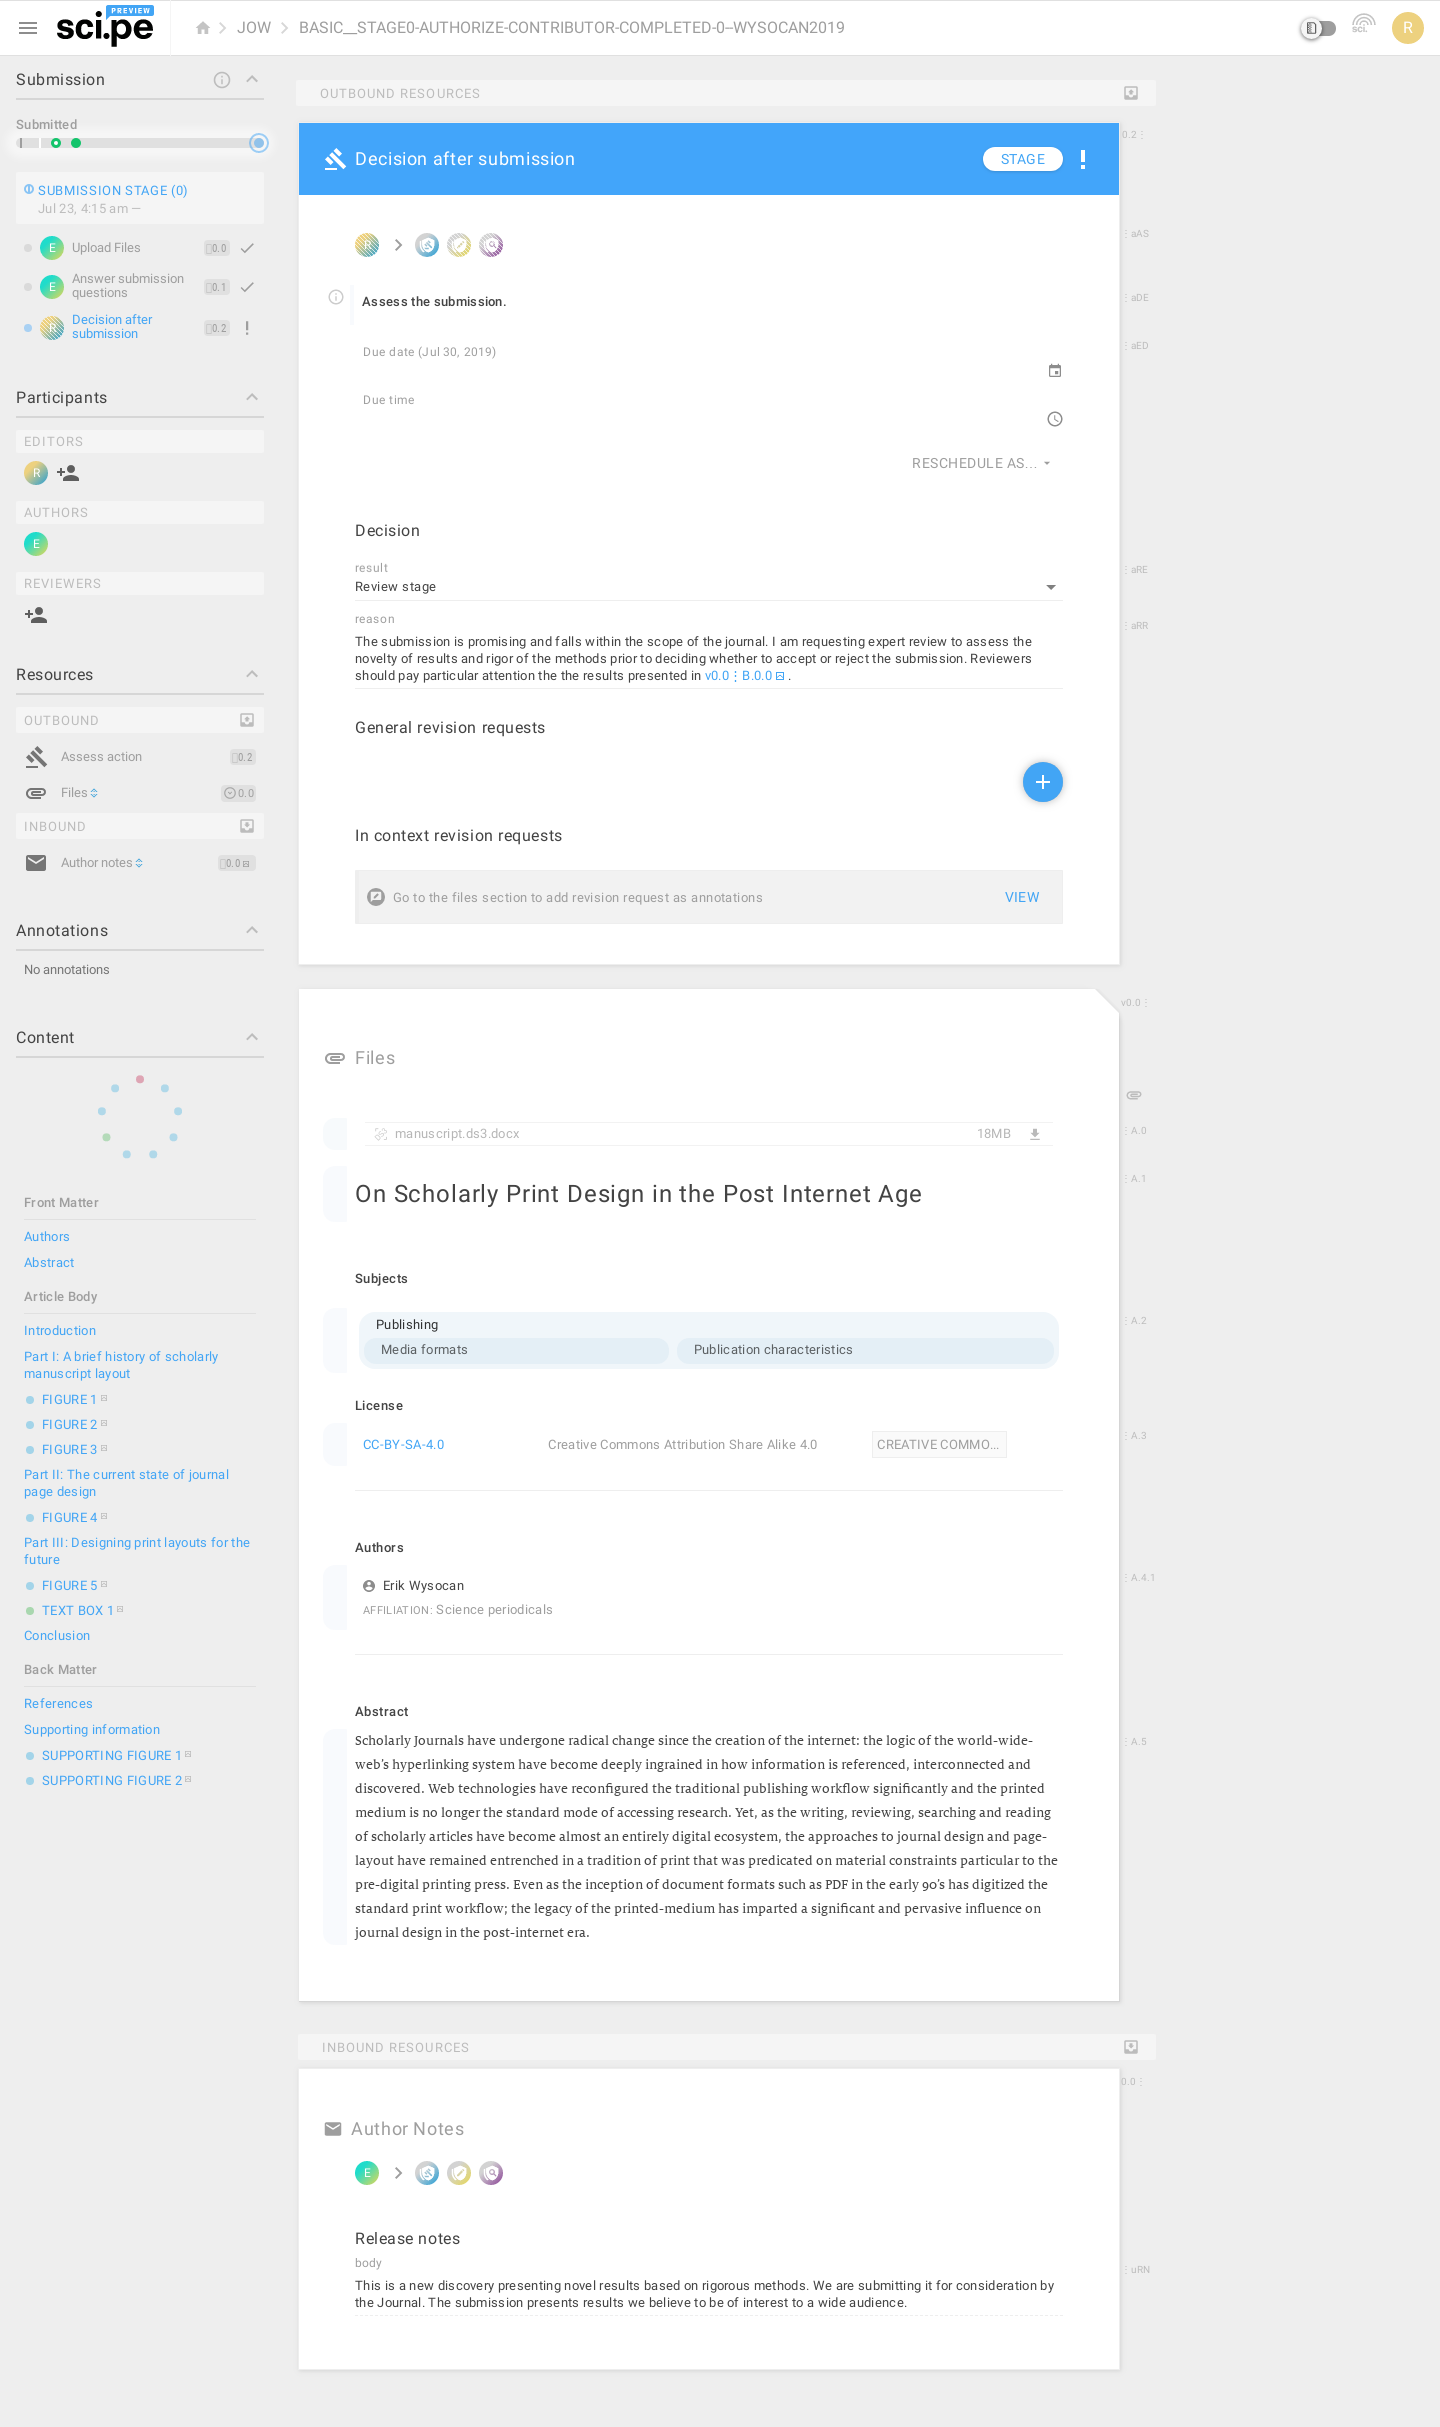 PREVIEW
sci.pe
JOW
BASIC__STAGE0-AUTHORIZE-CONTRIBUTOR-COMPLETED-0--WYSOCAN2019
sci.
R
Submission
Submitted
SUBMISSION STAGE (0)
Jul 23, 4:15 am —
E Upload Files 0.0
E Answer submission
questions 0.1
R Decision after
submission 0.2
Participants
EDITORS
R
AUTHORS
E
REVIEWERS
Resources
OUTBOUND
Assess action 0.2
Files 0.0
INBOUND
Author notes 0.0
Annotations
No annotations
Content
Front Matter
Authors
Abstract
Article Body
Introduction
Part I: A brief history of scholarly
manuscript layout
FIGURE 1
FIGURE 2
FIGURE 3
Part II: The current state of journal
page design
FIGURE 4
Part III: Designing print layouts for the
future
FIGURE 5
TEXT BOX 1
Conclusion
Back Matter
References
Supporting information
SUPPORTING FIGURE 1
SUPPORTING FIGURE 2
OUTBOUND RESOURCES
Decision after submission STAGE
0.2⋮
R
⋮aAS
Assess the submission.
⋮aDE
Due date (Jul 30, 2019)
⋮aED
Due time
RESCHEDULE AS...
Decision
result
⋮aRE
Review stage
reason
⋮aRR
The submission is promising and falls within the scope of the journal. I am requesting expert review to assess the
novelty of results and rigor of the methods prior to deciding whether to accept or reject the submission. Reviewers
should pay particular attention the the results presented in v0.0⋮B.0.0 .
General revision requests
In context revision requests
Go to the files section to add revision request as annotations VIEW
v0.0⋮
Files
manuscript.ds3.docx 18MB
⋮A.0
On Scholarly Print Design in the Post Internet Age
⋮A.1
Subjects
Publishing
⋮A.2
Media formats Publication characteristics
License
CC-BY-SA-4.0 Creative Commons Attribution Share Alike 4.0 CREATIVE COMMO...
⋮A.3
Authors
Erik Wysocan
⋮A.4.1
AFFILIATION: Science periodicals
Abstract
⋮A.5
Scholarly Journals have undergone radical change since the creation of the internet: the logic of the world-wide-
web's hyperlinking system have become deeply ingrained in how information is referenced, interconnected and
discovered. Web technologies have reconfigured the traditional publishing workflow significantly and the printed
medium is no longer the standard mode of accessing research. Yet, as the writing, reviewing, searching and reading
of scholarly articles have become almost an entirely digital ecosystem, the approaches to journal design and page-
layout have remained entrenched in a tradition of print that was predicated on material constraints particular to the
pre-digital printing press. Even as the inception of document formats such as PDF in the early 90's has digitized the
standard print workflow; the legacy of the printed-medium has imparted a significant and pervasive influence on
journal design in the post-internet era.
INBOUND RESOURCES
0.0⋮
Author Notes
E
Release notes
body
⋮uRN
This is a new discovery presenting novel results based on rigorous methods. We are submitting it for consideration by
the Journal. The submission presents results we believe to be of interest to a wide audience.